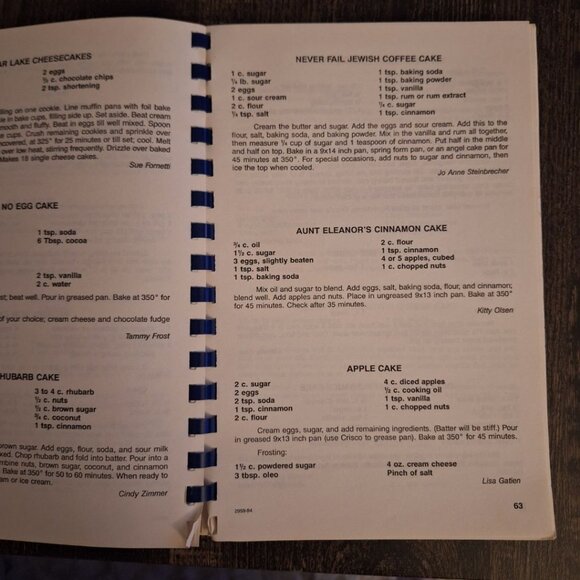 AR LAKE CHEESECAKES
2 eggs
½ c. chocolate chips
2 tsp. shortening
illing on one cookie. Line muffin pans with foil bake
ie in bake cups, filling side up. Set aside. Beat cream
mooth and fluffy. Beat in eggs till well mixed. Spoon
e cups. Crush remaining cookies and sprinkle over
covered, at 325° for 25 minutes or till set; cool. Melt
ver low heat, stirring frequently. Drizzle over baked
Makes 18 single cheese cakes.
Sue Fornetti
NO EGG CAKE
1 tsp. soda
6 Tbsp. cocoa
2 tsp. vanilla
2 c. water
st; beat well. Pour in greased pan. Bake at 350° for
of your choice; cream cheese and chocolate fudge
Tammy Frost
HUBARB CAKE
3 to 4 c. rhubarb
½ c. nuts
½ c. brown sugar
¾ c. coconut
1 tsp. cinnamon
brown sugar. Add eggs, flour, soda, and sour milk
xed. Chop rhubarb and fold into batter. Pour into a
mbine nuts, brown sugar, coconut, and cinnamon
Bake at 350° for 50 to 60 minutes. When ready to
am or ice cream.
Cindy Zimmer
NEVER FAIL JEWISH COFFEE CAKE
1 c. sugar
¼ lb. sugar
2 eggs
1 c. sour cream
2 c. flour
¼ tsp. salt
1 tsp. baking soda
1 tsp. baking powder
1 tsp. vanilla
1 tsp. rum or rum extract
¼ c. sugar
1 tsp. cinnamon
Cream the butter and sugar. Add the eggs and sour cream. Add this to the
flour, salt, baking soda, and baking powder. Mix in the vanilla and rum all together,
then measure ¼ cup of sugar and 1 teaspoon of cinnamon. Put half in the middle
and half on top. Bake in a 9x14 inch pan, spring form pan, or an angel cake pan for
45 minutes at 350°. For special occasions, add nuts to sugar and cinnamon, then
ice the top when cooled.
Jo Anne Steinbrecher
AUNT ELEANOR'S CINNAMON CAKE
¾ c. oil
1½ c. sugar
3 eggs, slightly beaten
1 tsp. salt
1 tsp. baking soda
2 c. flour
1 tsp. cinnamon
4 or 5 apples, cubed
1 c. chopped nuts
Mix oil and sugar to blend. Add eggs, salt, baking soda, flour, and cinnamon;
blend well. Add apples and nuts. Place in ungreased 9x13 inch pan. Bake at 350°
for 45 minutes. Check after 35 minutes.
Kitty Olsen
APPLE CAKE
2 c. sugar
2 eggs
2 tsp. soda
1 tsp. cinnamon
2 c. flour
4 c. diced apples
½ c. cooking oil
1 tsp. vanilla
1 c. chopped nuts
Cream eggs, sugar, and add remaining ingredients. (Batter will be stiff.) Pour
in greased 9x13 inch pan (use Crisco to grease pan). Bake at 350° for 45 minutes.
Frosting:
1½ c. powdered sugar
3 tbsp. oleo
4 oz. cream cheese
Pinch of salt
Lisa Gatien
2959-84
63